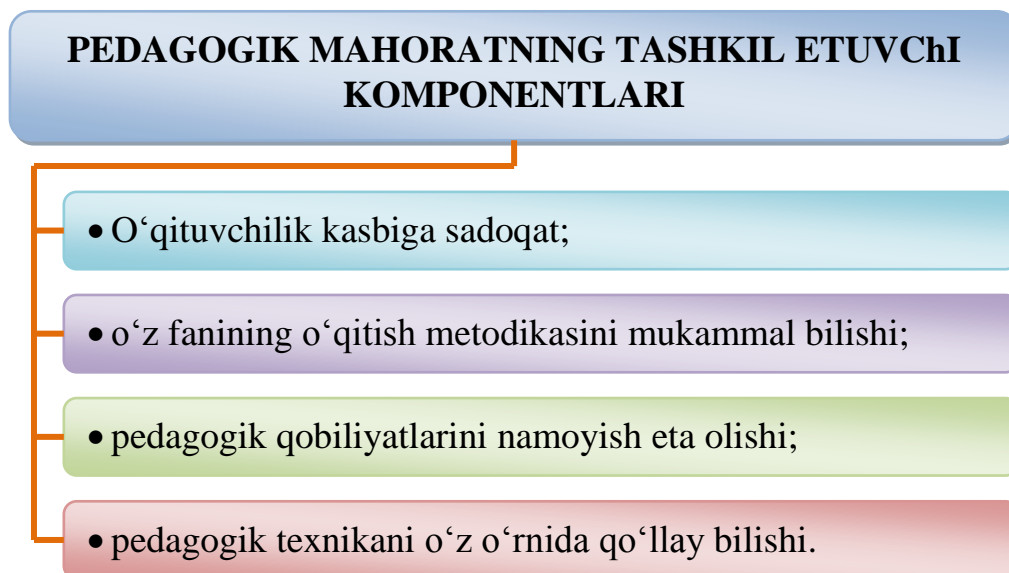 PEDAGOGIK MAHORATNING TASHKIL ETUVChI
KOMPONENTLARI
• O‘qituvchilik kasbiga sadoqat;
• o‘z fanining o‘qitish metodikasini mukammal bilishi;
• pedagogik qobiliyatlarini namoyish eta olishi;
• pedagogik texnikani o‘z o‘rnida qo‘llay bilishi.